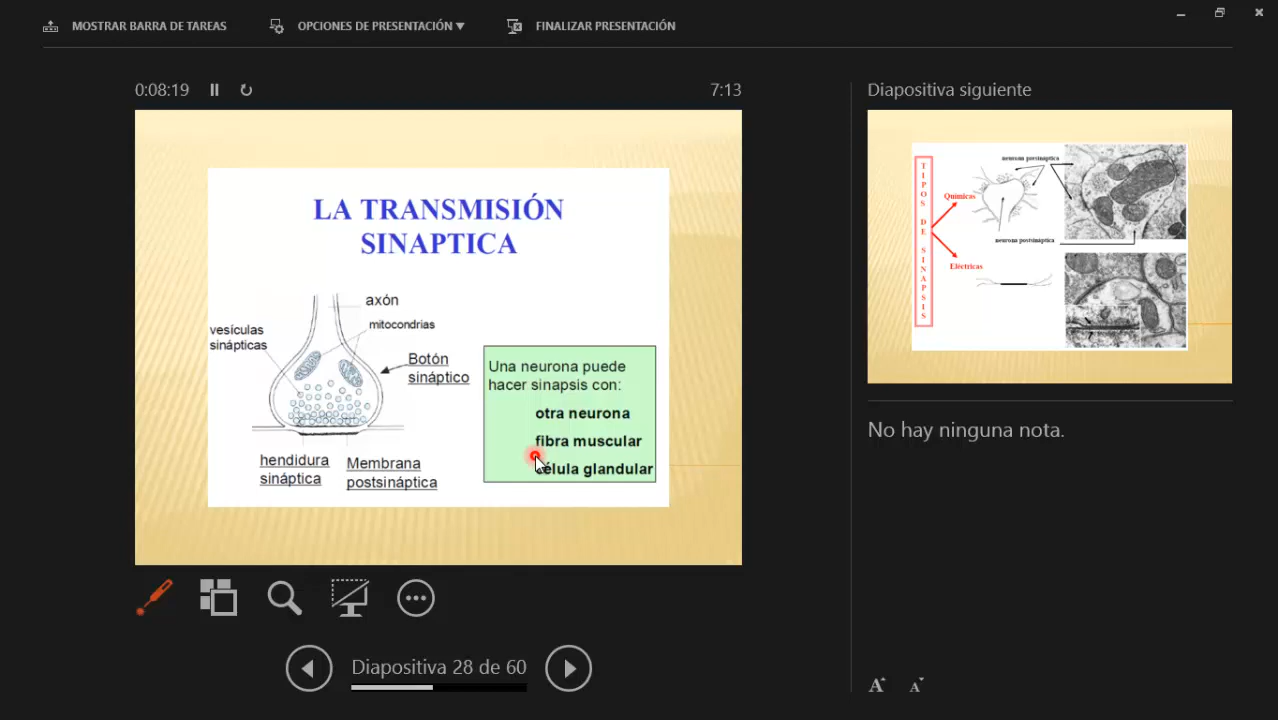 MOSTRAR BARRA DE TAREAS
OPCIONES DE PRESENTACIÓN ▼
FINALIZAR PRESENTACIÓN
0:08:19
7:13
LA TRANSMISIÓN
SINAPTICA
axón
mitocondrias
vesículas
sinápticas
Botón
sináptico
hendidura
sináptica
Membrana
postsináptica
Una neurona puede
hacer sinapsis con:
otra neurona
fibra muscular
célula glandular
Diapositiva 28 de 60
Diapositiva siguiente
TIPOS DE SINAPSIS
neurona presináptica
Químicas
neurona postsináptica
Eléctricas
No hay ninguna nota.
A
A